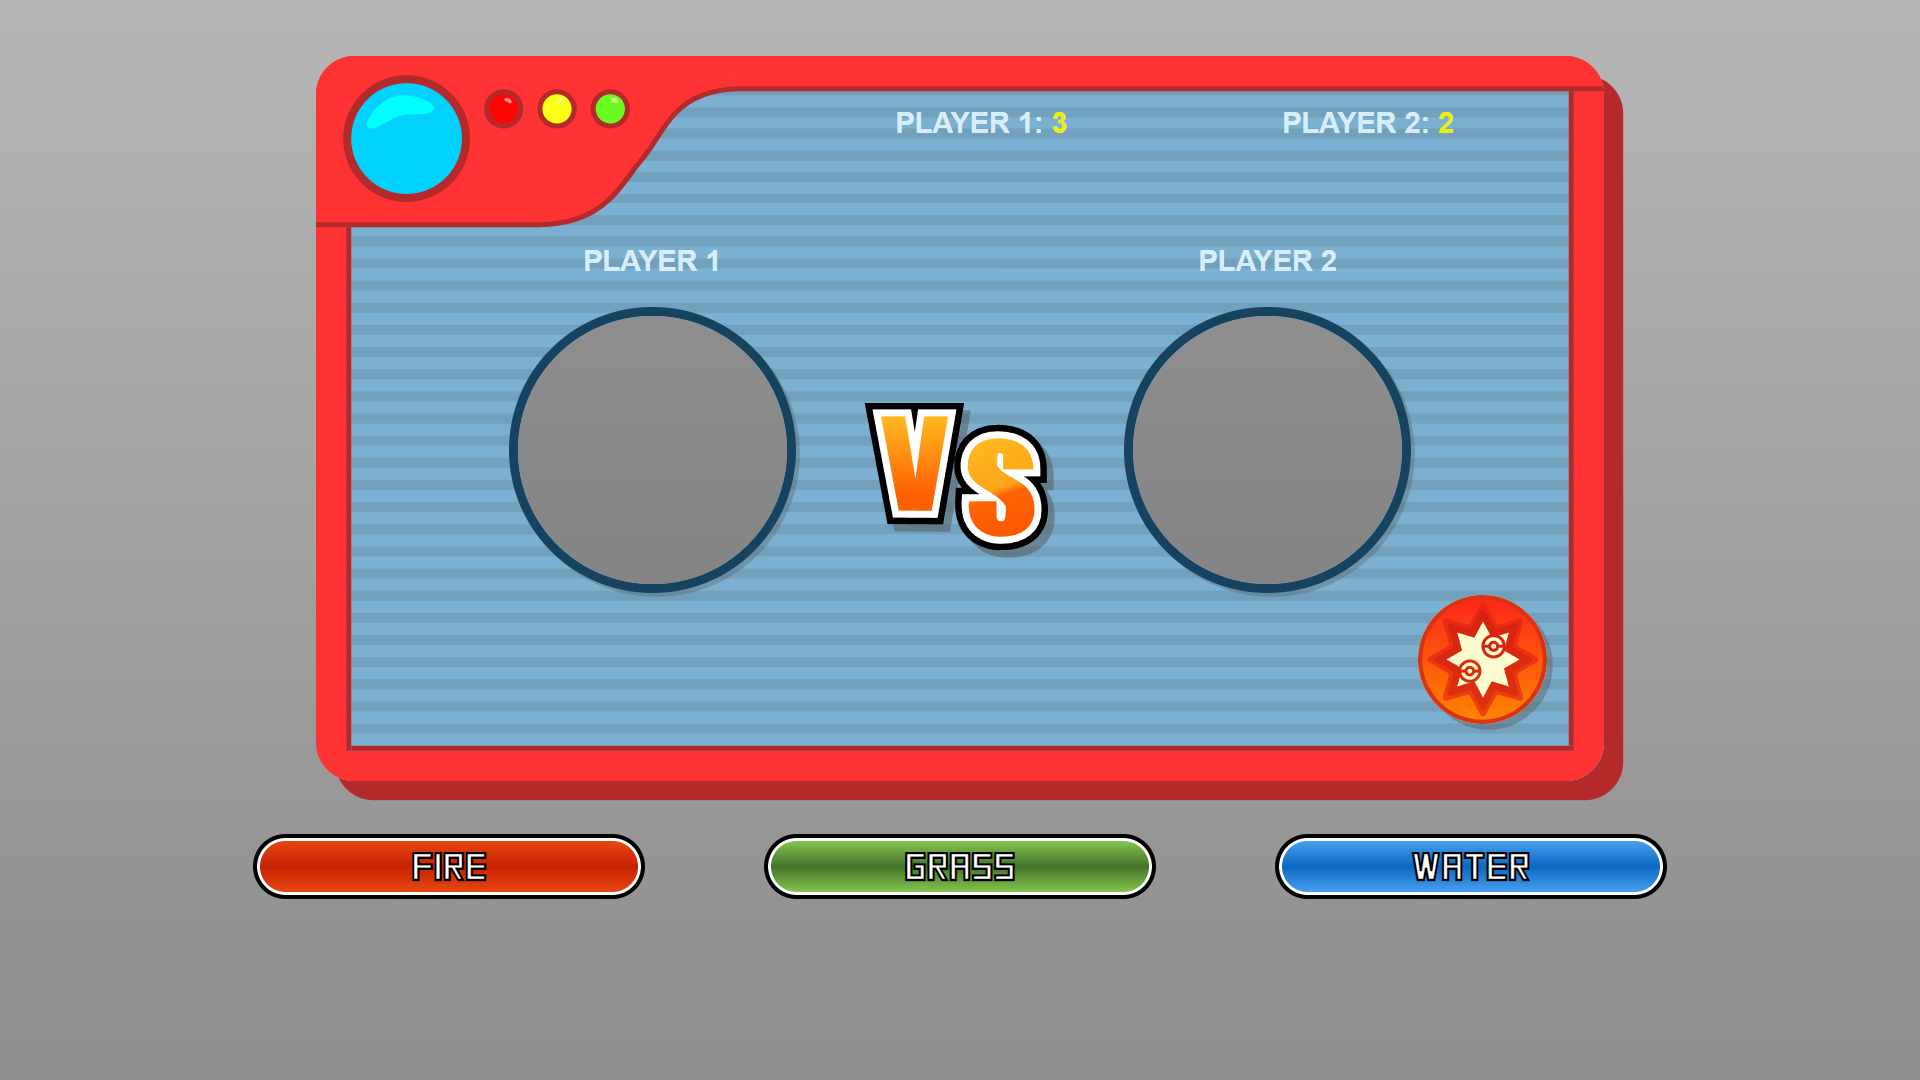 PLAYER 1: 3
PLAYER 2: 2
PLAYER 1
PLAYER 2
VS
FIRE
GRASS
WATER